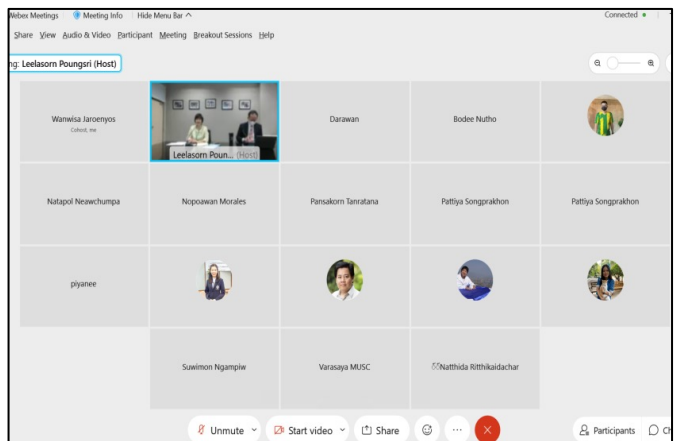 Webex Meetings Meeting Info Hide Menu Bar Connected
Share View Audio & Video Participant Meeting Breakout Sessions Help
ng: Leelasorn Poungsri (Host)
Wanwisa Jaroenyos
Cohost, me
Leelasorn Poun... (Host)
Darawan
Bodee Nutho
Natapol Neawchumpa
Nopoawan Morales
Pansakorn Tanratana
Pattiya Songprakhon
Pattiya Songprakhon
piyanee
Suwimon Ngampiw
Varasaya MUSC
Natthida Ritthikaidachar
Unmute Start video Share Participants Ch